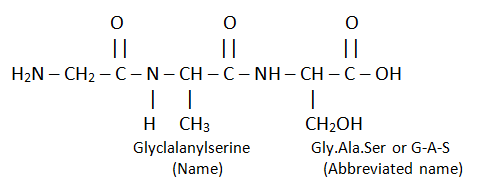 O O O
|| || ||
H₂N – CH₂ – C – N – CH – C – NH – CH – C – OH
| | |
H CH₃ CH₂OH
Glyclalanylserine Gly.Ala.Ser or G-A-S
(Name) (Abbreviated name)